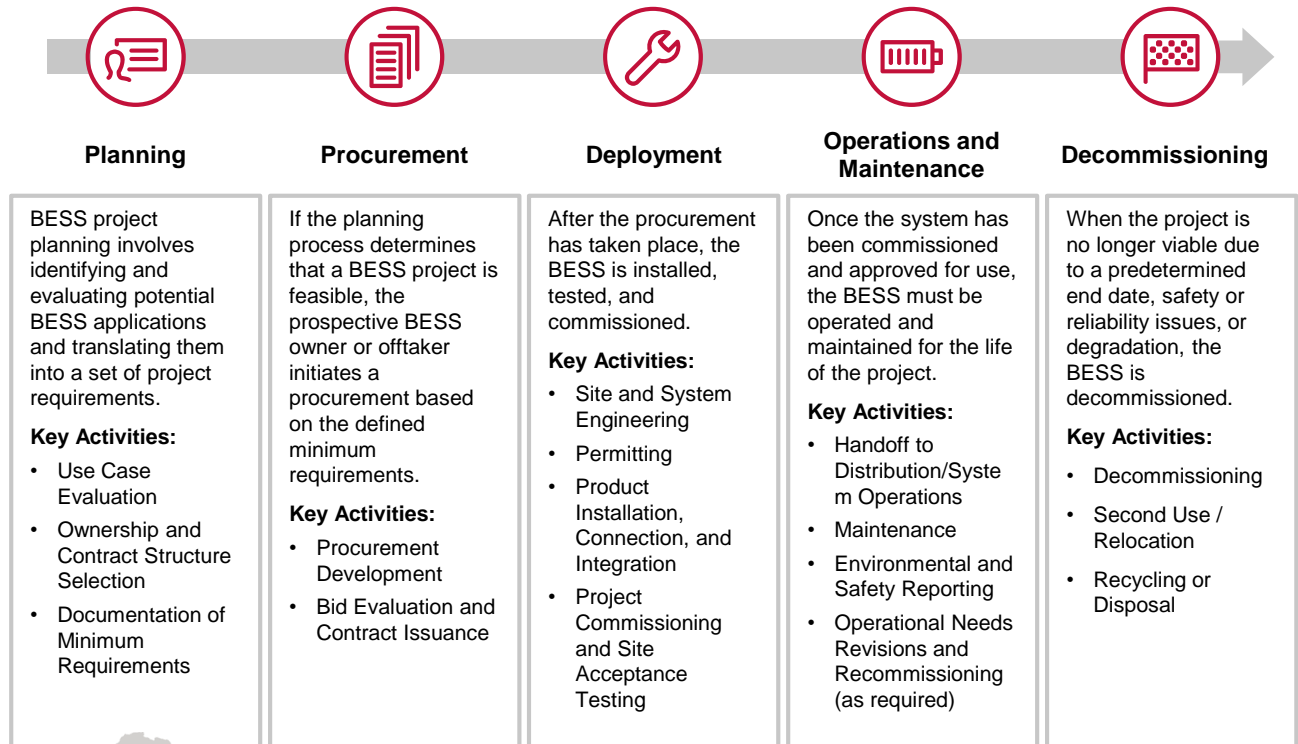 Planning
Procurement
Deployment
Operations and
Maintenance
Decommissioning
BESS project
planning involves
identifying and
evaluating potential
BESS applications
and translating them
into a set of project
requirements.
Key Activities:
• Use Case
Evaluation
• Ownership and
Contract Structure
Selection
• Documentation of
Minimum
Requirements
If the planning
process determines
that a BESS project is
feasible, the
prospective BESS
owner or offtaker
initiates a
procurement based
on the defined
minimum
requirements.
Key Activities:
• Procurement
Development
• Bid Evaluation and
Contract Issuance
After the procurement
has taken place, the
BESS is installed,
tested, and
commissioned.
Key Activities:
• Site and System
Engineering
• Permitting
• Product
Installation,
Connection, and
Integration
• Project
Commissioning
and Site
Acceptance
Testing
Once the system has
been commissioned
and approved for use,
the BESS must be
operated and
maintained for the life
of the project.
Key Activities:
• Handoff to
Distribution/Syste
m Operations
• Maintenance
• Environmental and
Safety Reporting
• Operational Needs
Revisions and
Recommissioning
(as required)
When the project is
no longer viable due
to a predetermined
end date, safety or
reliability issues, or
degradation, the
BESS is
decommissioned.
Key Activities:
• Decommissioning
• Second Use /
Relocation
• Recycling or
Disposal